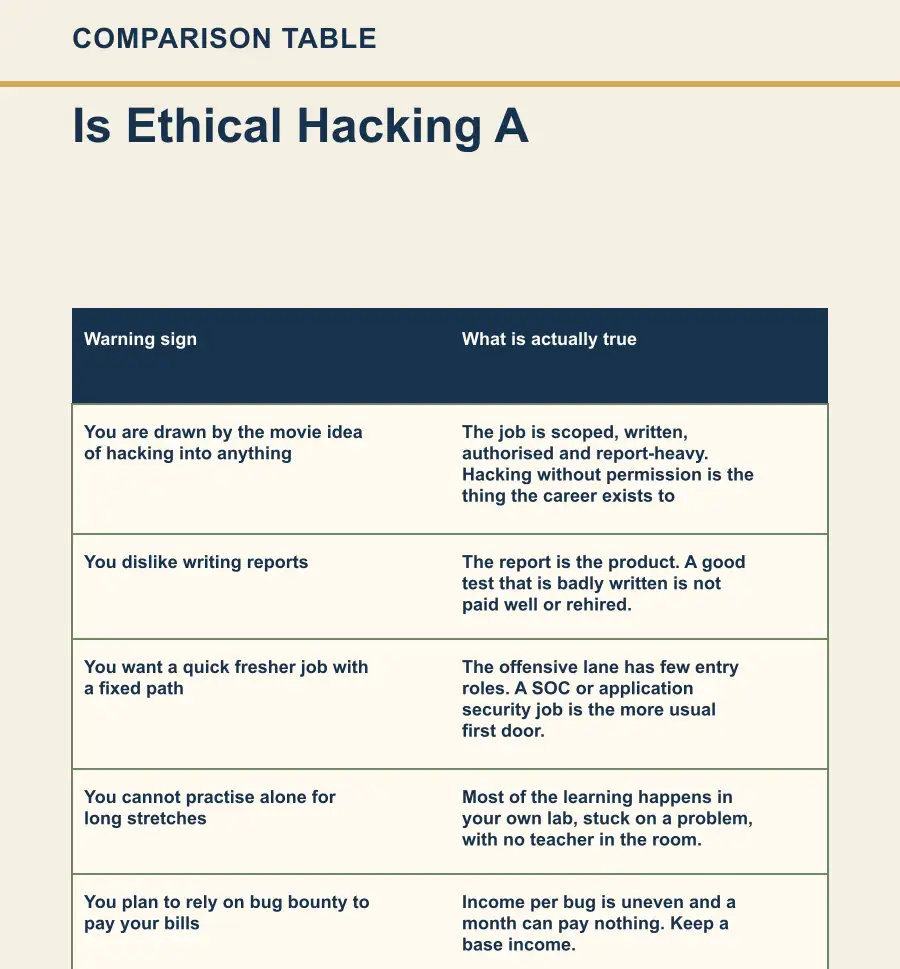 COMPARISON TABLE
Is Ethical Hacking A
Warning sign
What is actually true
You are drawn by the movie idea
of hacking into anything
The job is scoped, written,
authorised and report-heavy.
Hacking without permission is the
thing the career exists to
You dislike writing reports
The report is the product. A good
test that is badly written is not
paid well or rehired.
You want a quick fresher job with
a fixed path
The offensive lane has few entry
roles. A SOC or application
security job is the more usual
first door.
You cannot practise alone for
long stretches
Most of the learning happens in
your own lab, stuck on a problem,
with no teacher in the room.
You plan to rely on bug bounty to
pay your bills
Income per bug is uneven and a
month can pay nothing. Keep a
base income.